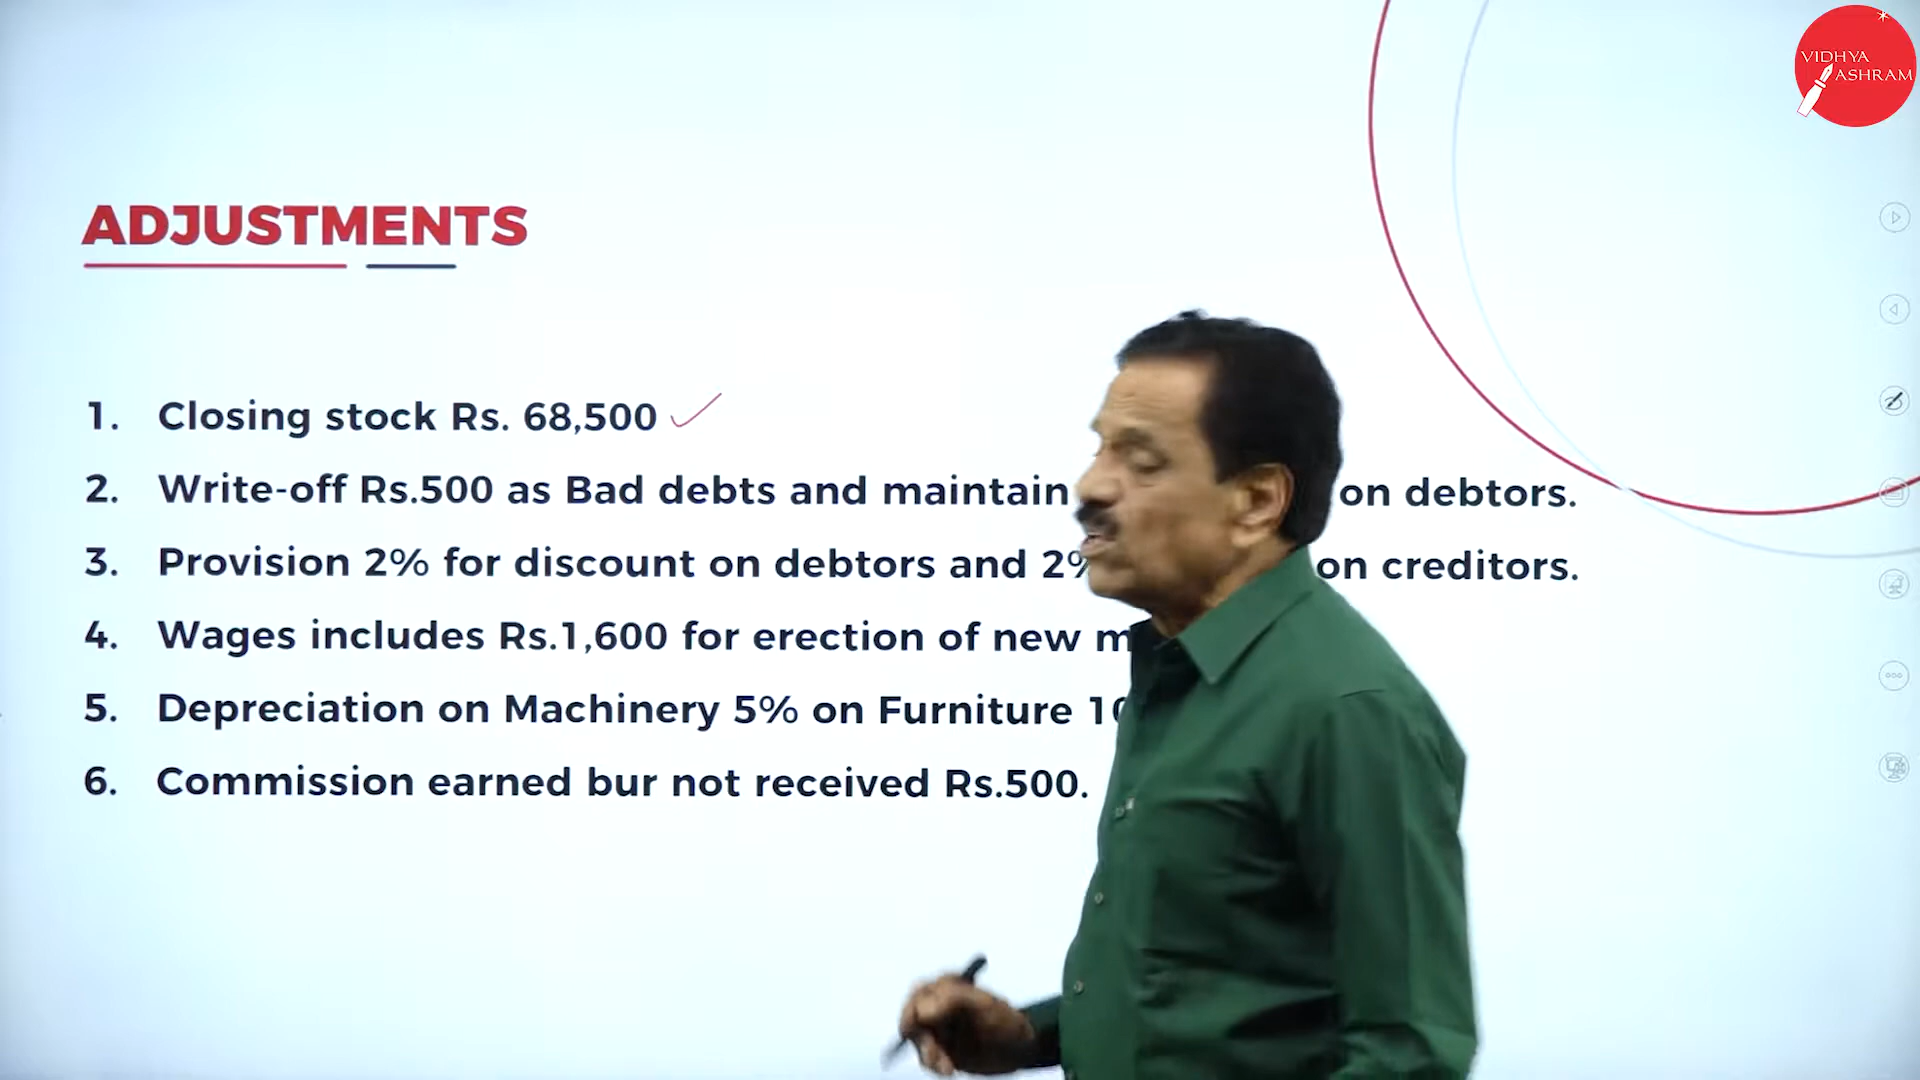 VIDHYA
ASHRAM
ADJUSTMENTS
1. Closing stock Rs. 68,500
2. Write-off Rs.500 as Bad debts and maintain on debtors.
3. Provision 2% for discount on debtors and 2% on creditors.
4. Wages includes Rs.1,600 for erection of new
5. Depreciation on Machinery 5% on Furniture
6. Commission earned bur not received Rs.500.